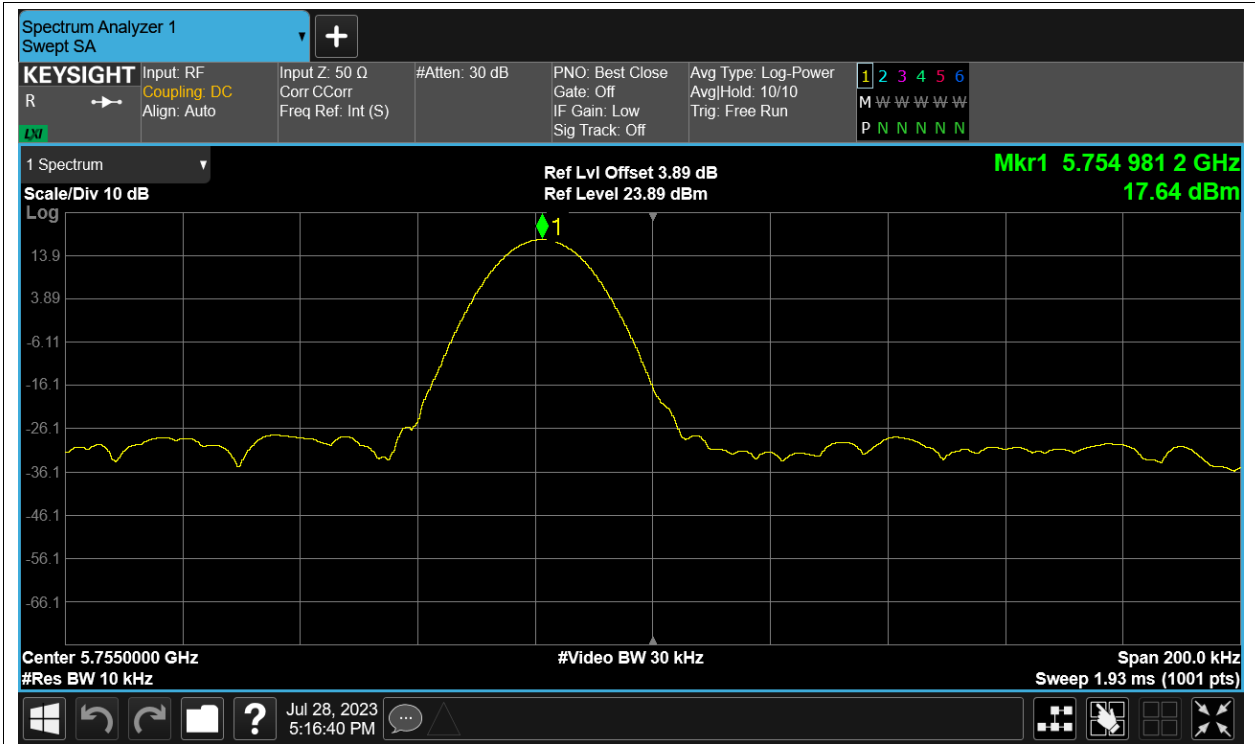 Spectrum Analyzer 1
Swept SA
KEYSIGHT
R
LXI
Input: RF
Coupling: DC
Align: Auto
Input Z: 50 Ω
Corr CCorr
Freq Ref: Int (S)
#Atten: 30 dB
PNO: Best Close
Gate: Off
IF Gain: Low
Sig Track: Off
Avg Type: Log-Power
Avg|Hold: 10/10
Trig: Free Run
1 2 3 4 5 6
M W W W W W
P N N N N N
1 Spectrum
Scale/Div 10 dB
Log
Ref Lvl Offset 3.89 dB
Ref Level 23.89 dBm
Mkr1 5.754 981 2 GHz
17.64 dBm
1
13.9
3.89
-6.11
-16.1
-26.1
-36.1
-46.1
-56.1
-66.1
Center 5.7550000 GHz
#Res BW 10 kHz
#Video BW 30 kHz
Span 200.0 kHz
Sweep 1.93 ms (1001 pts)
?
Jul 28, 2023
5:16:40 PM